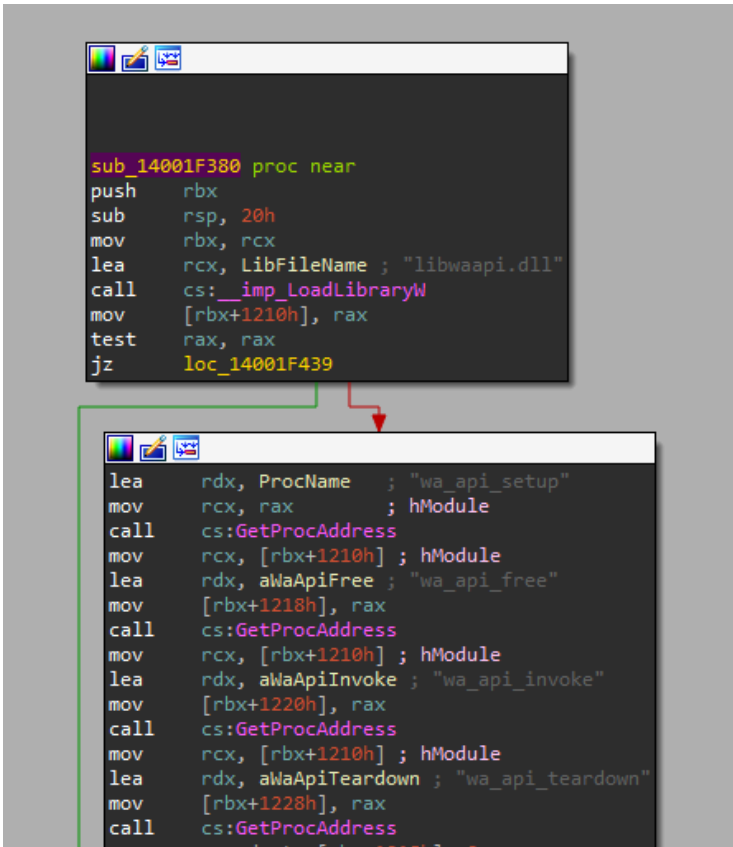 sub_14001F380 proc near
push rbx
sub rsp, 20h
mov rbx, rcx
lea rcx, LibFileName ; "libwaapi.dll"
call cs:__imp_LoadLibraryW
mov [rbx+1210h], rax
test rax, rax
jz loc_14001F439
lea rdx, ProcName ; "wa_api_setup"
mov rcx, rax ; hModule
call cs:GetProcAddress
mov rcx, [rbx+1210h] ; hModule
lea rdx, aWaApiFree ; "wa_api_free"
mov [rbx+1218h], rax
call cs:GetProcAddress
mov rcx, [rbx+1210h] ; hModule
lea rdx, aWaApiInvoke ; "wa_api_invoke"
mov [rbx+1220h], rax
call cs:GetProcAddress
mov rcx, [rbx+1210h] ; hModule
lea rdx, aWaApiTeardown ; "wa_api_teardown"
mov [rbx+1228h], rax
call cs:GetProcAddress